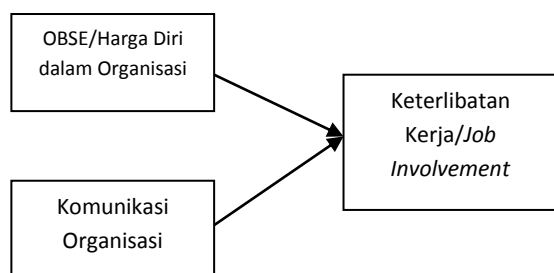 OBSE/Harga Diri
dalam Organisasi
Keterlibatan
Kerja/Job
Involvement
Komunikasi
Organisasi